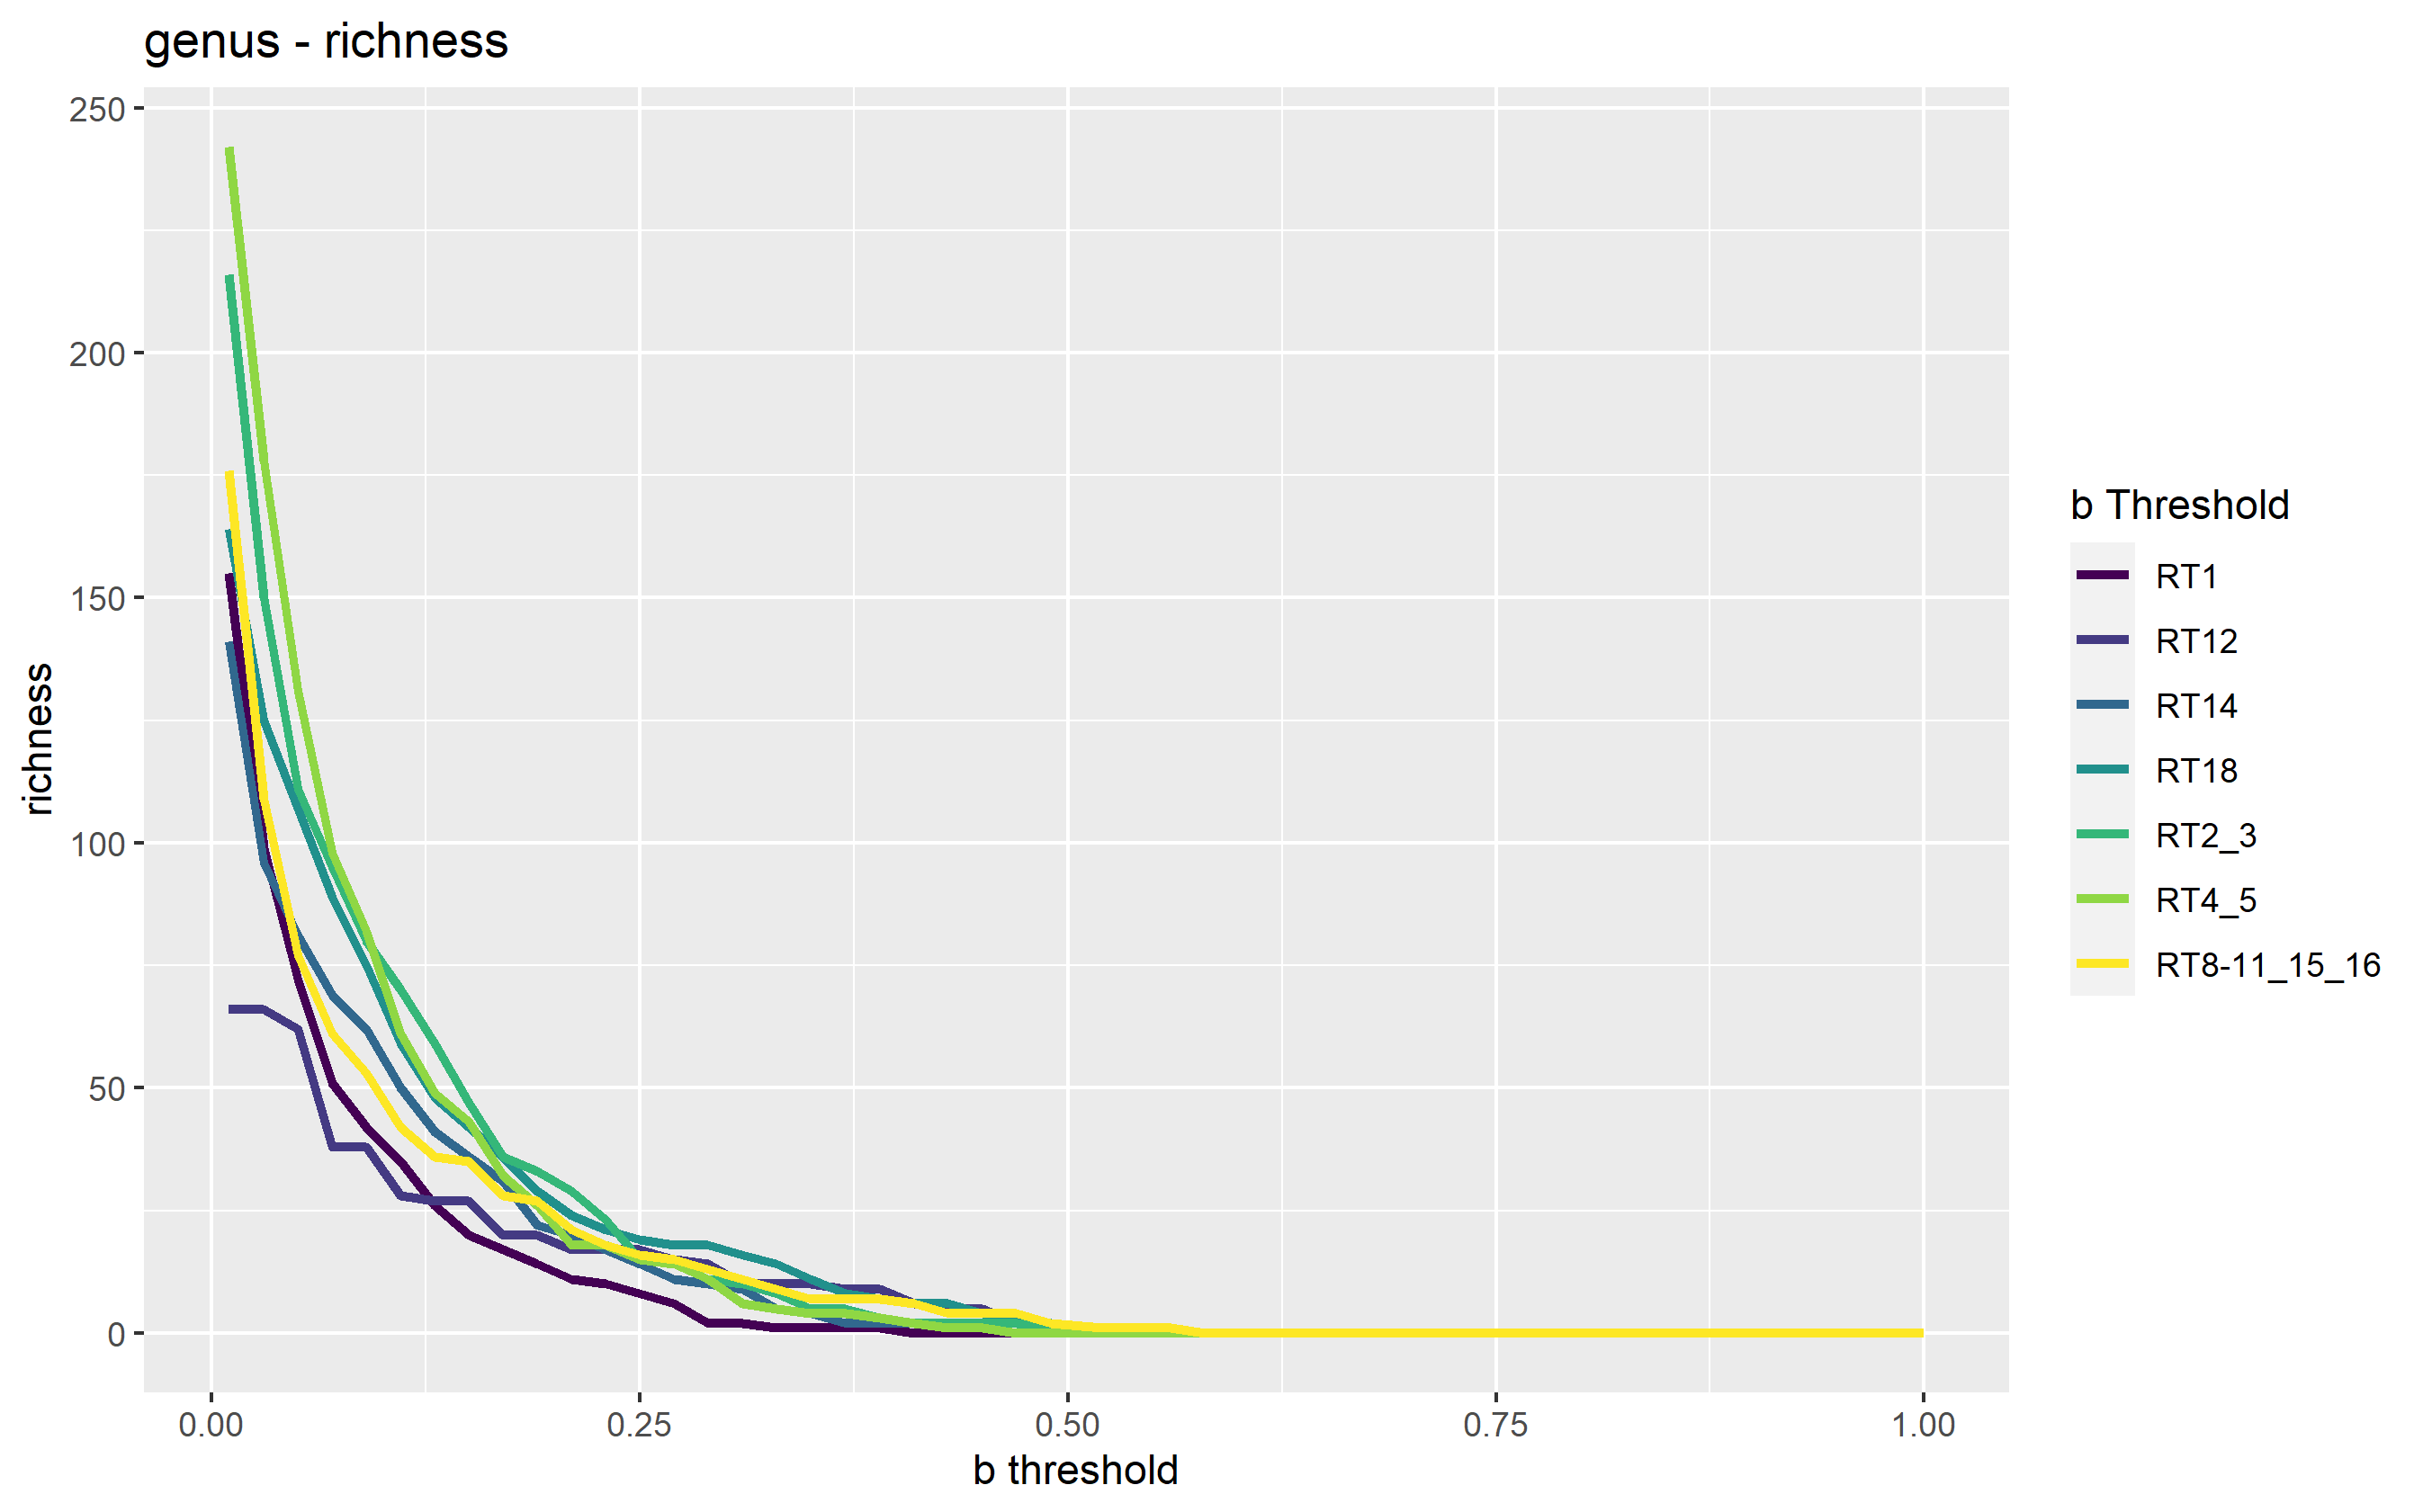 genus - richness
250
200
150
100
50
0
richness
0.00
0.25
0.50
0.75
1.00
b threshold
b Threshold
RT1
RT12
RT14
RT18
RT2_3
RT4_5
RT8-11_15_16